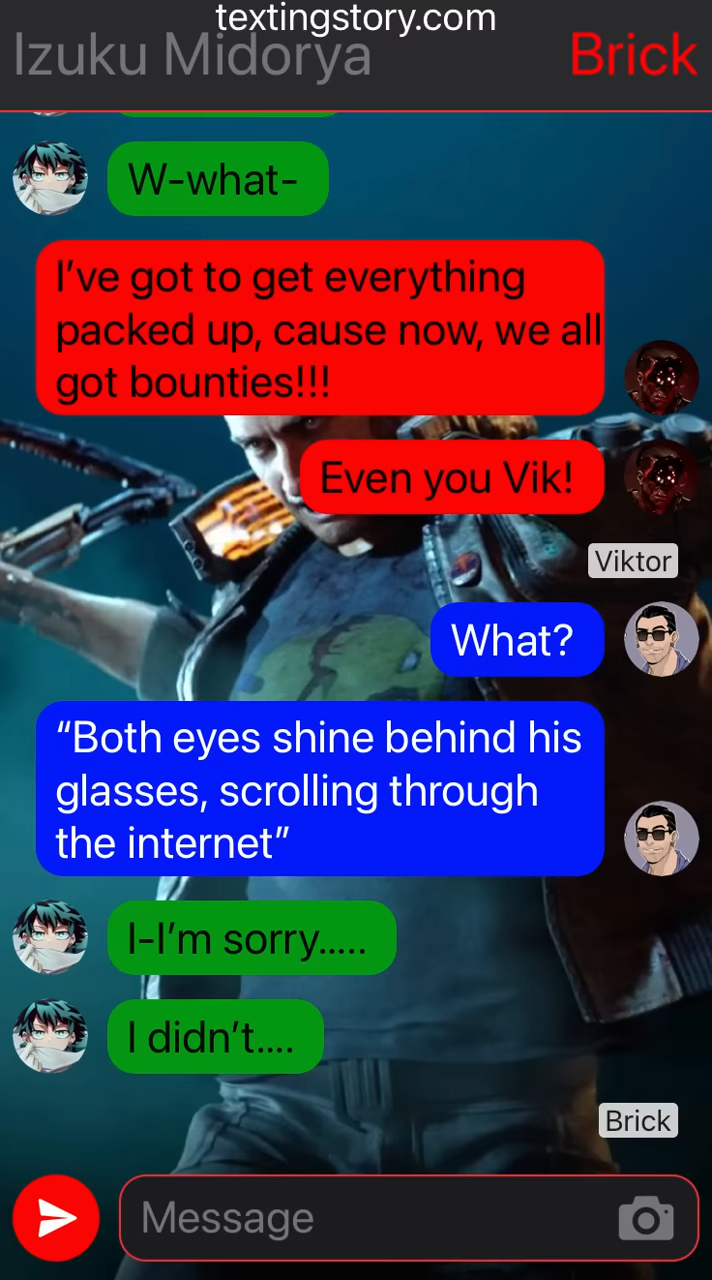 textingstory.com
Izuku Midorya
Brick
W-what-
I’ve got to get everything
packed up, cause now, we all
got bounties!!!
Even you Vik!
Viktor
What?
“Both eyes shine behind his
glasses, scrolling through
the internet”
I-I’m sorry.....
I didn’t....
Brick
Message